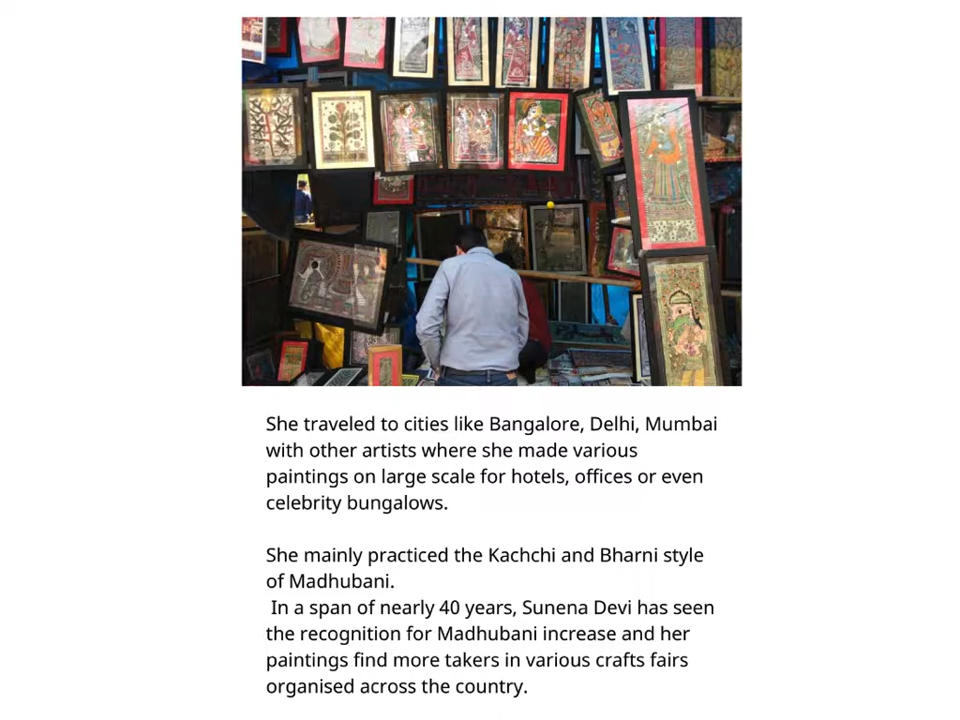 She traveled to cities like Bangalore, Delhi, Mumbai
with other artists where she made various
paintings on large scale for hotels, offices or even
celebrity bungalows.
She mainly practiced the Kachchi and Bharni style
of Madhubani.
In a span of nearly 40 years, Sunena Devi has seen
the recognition for Madhubani increase and her
paintings find more takers in various crafts fairs
organised across the country.